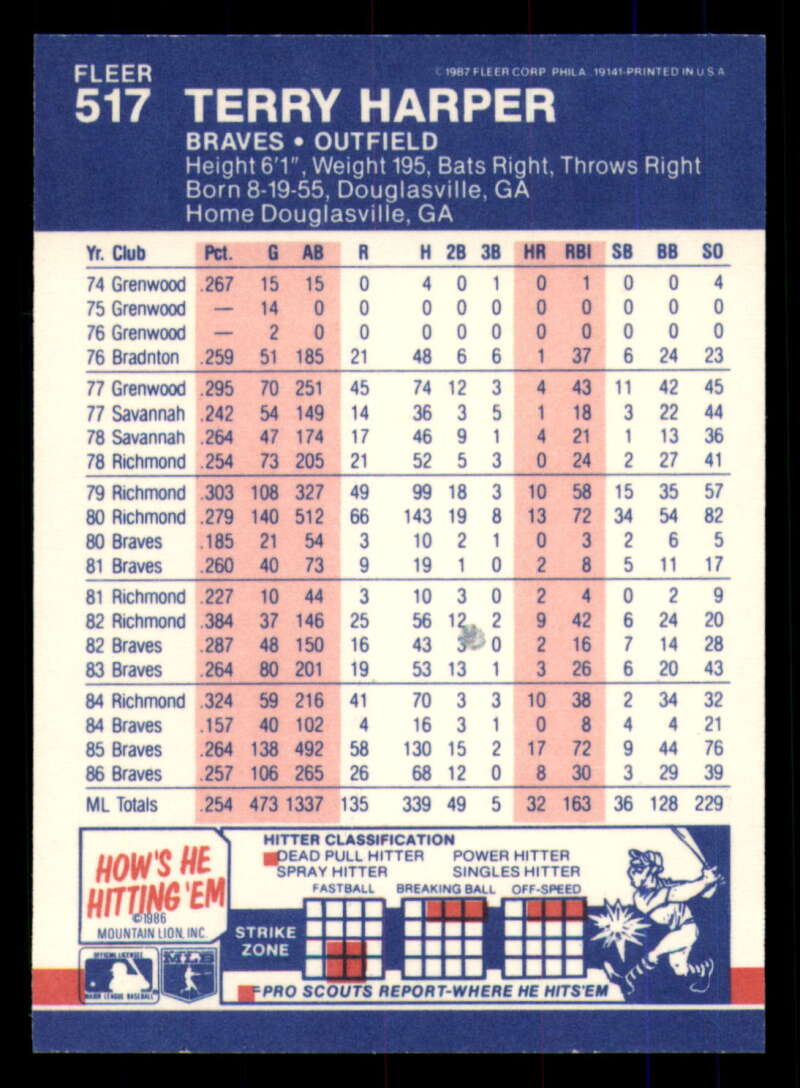 FLEER
517 TERRY HARPER
©1987 FLEER CORP. PHILA., 19141-PRINTED IN U.S.A.
BRAVES • OUTFIELD
Height 6'1", Weight 195, Bats Right, Throws Right
Born 8-19-55, Douglasville, GA
Home Douglasville, GA
Yr. Club Pct. G AB R H 2B 3B HR RBI SB BB SO
74 Grenwood .267 15 15 0 4 0 1 0 1 0 0 4
75 Grenwood — 14 0 0 0 0 0 0 0 0 0 0
76 Grenwood — 2 0 0 0 0 0 0 0 0 0 0
76 Bradnton .259 51 185 21 48 6 6 1 37 6 24 23
77 Grenwood .295 70 251 45 74 12 3 4 43 11 42 45
77 Savannah .242 54 149 14 36 3 5 1 18 3 22 44
78 Savannah .264 47 174 17 46 9 1 4 21 1 13 36
78 Richmond .254 73 205 21 52 5 3 0 24 2 27 41
79 Richmond .303 108 327 49 99 18 3 10 58 15 35 57
80 Richmond .279 140 512 66 143 19 8 13 72 34 54 82
80 Braves .185 21 54 3 10 2 1 0 3 2 6 5
81 Braves .260 40 73 9 19 1 0 2 8 5 11 17
81 Richmond .227 10 44 3 10 3 0 2 4 0 2 9
82 Richmond .384 37 146 25 56 12 2 9 42 6 24 20
82 Braves .287 48 150 16 43 3 0 2 16 7 14 28
83 Braves .264 80 201 19 53 13 1 3 26 6 20 43
84 Richmond .324 59 216 41 70 3 3 10 38 2 34 32
84 Braves .157 40 102 4 16 3 1 0 8 4 4 21
85 Braves .264 138 492 58 130 15 2 17 72 9 44 76
86 Braves .257 106 265 26 68 12 0 8 30 3 29 39
ML Totals .254 473 1337 135 339 49 5 32 163 36 128 229
HOW'S HE
HITTING 'EM
©1986
MOUNTAIN LION, INC.
HITTER CLASSIFICATION
DEAD PULL HITTER POWER HITTER
SPRAY HITTER SINGLES HITTER
FASTBALL BREAKING BALL OFF-SPEED
STRIKE
ZONE
OFFICIAL LICENSEE
MAJOR LEAGUE BASEBALL
MLB
=PRO SCOUTS REPORT-WHERE HE HITS'EM